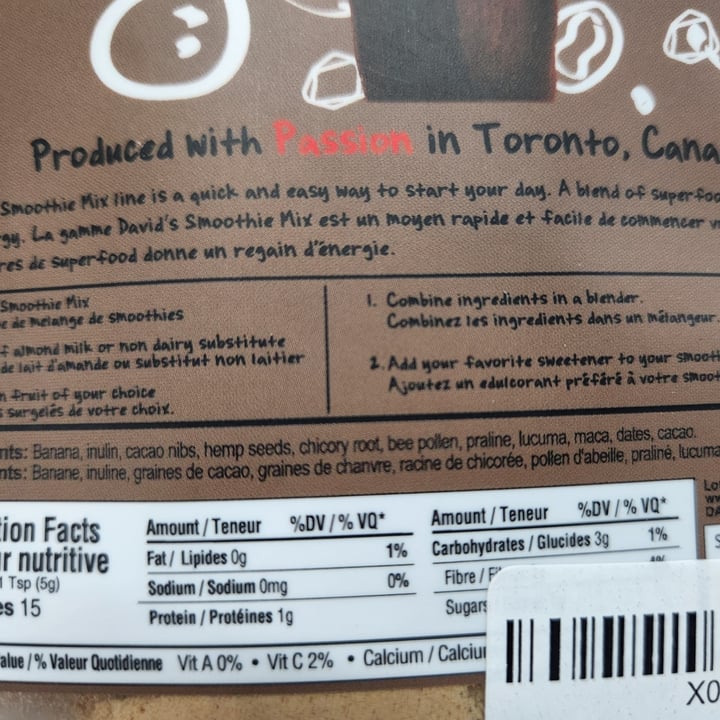 Produced with Passion in Toronto, Cana
Smoothie Mix line is a quick and easy way to start your day. A blend of superfoo
rgy. La gamme David's Smoothie Mix est un moyen rapide et facile de commencer v
res de superfood donne un regain d'énergie.
Smoothie Mix
e de melange de smoothies
f almond milk or non dairy substitute
de lait d'amande ou substitut non laitier
n fruit of your choice
s surgelés de votre choix.
1. Combine ingredients in a blender.
Combinez les ingredients dans un mélangeur.
2. Add your favorite sweetener to your smooth
Ajoutez un edulcorant préféré à votre smoot
nts: Banana, inulin, cacao nibs, hemp seeds, chicory root, bee pollen, praline, lucuma, maca, dates, cacao.
nts: Banane, inuline, graines de cacao, graines de chanvre, racine de chicorée, pollen d'abeille, praliné, lucuma
tion Facts
ur nutritive
1 Tsp (5g)
es 15
Amount / Teneur %DV / % VQ*
Fat / Lipides 0g 1%
Sodium / Sodium 0mg 0%
Protein / Protéines 1g
Amount / Teneur %DV / % VQ*
Carbohydrates / Glucides 3g 1%
Fibre / Fi
Sugars
alue / % Valeur Quotidienne Vit A 0% • Vit C 2% • Calcium / Calciu
X0